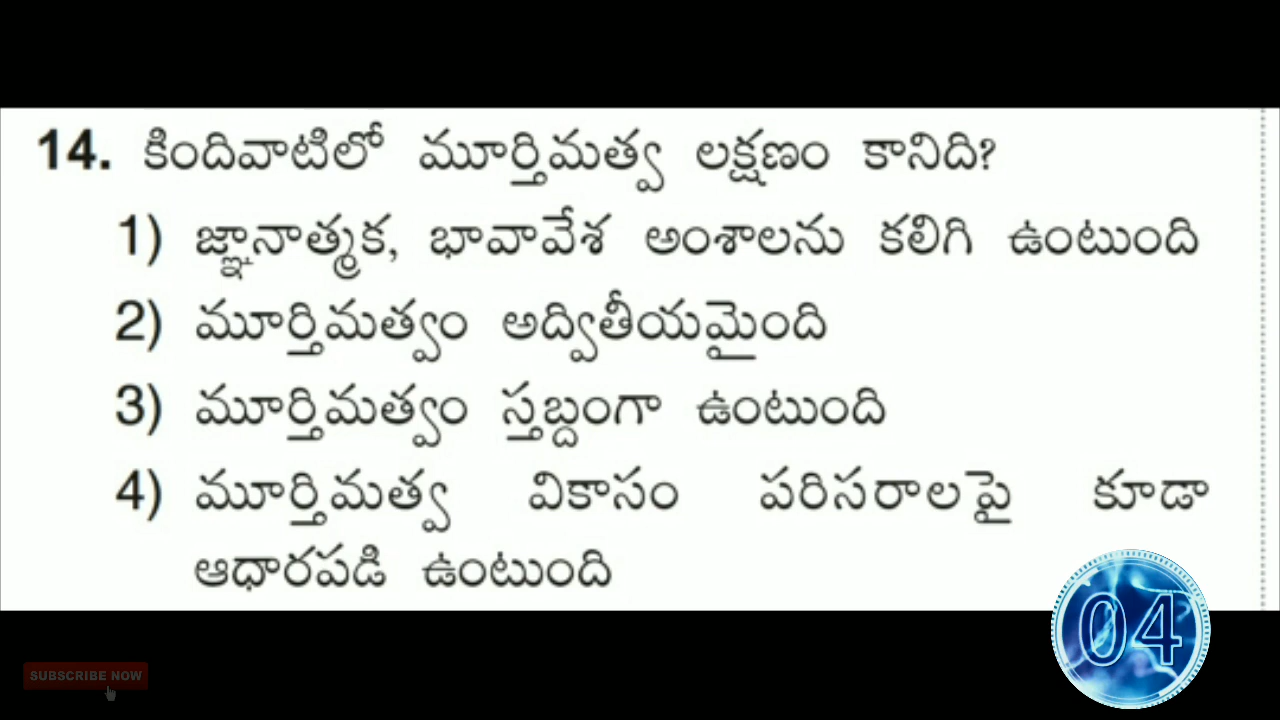 14. కిందివాటిలో మూర్తిమత్వ లక్షణం కానిది?
1) జ్ఞానాత్మక, భావావేశ అంశాలను కలిగి ఉంటుంది
2) మూర్తిమత్వం అద్వితీయమైంది
3) మూర్తిమత్వం స్తబ్దంగా ఉంటుంది
4) మూర్తిమత్వ వికాసం పరిసరాలపై కూడా
ఆధారపడి ఉంటుంది
04
SUBSCRIBE NOW